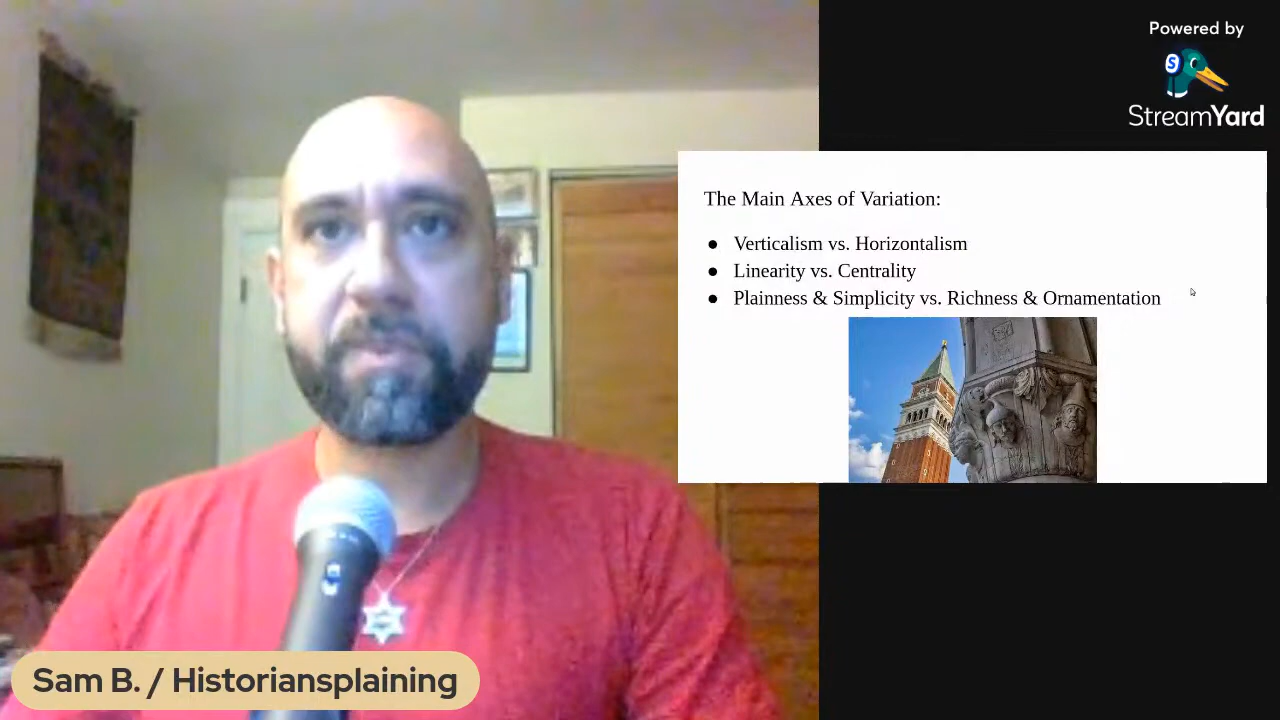 Powered by
S
StreamYard
The Main Axes of Variation:
● Verticalism vs. Horizontalism
● Linearity vs. Centrality
● Plainness & Simplicity vs. Richness & Ornamentation
Sam B. / Historiansplaining